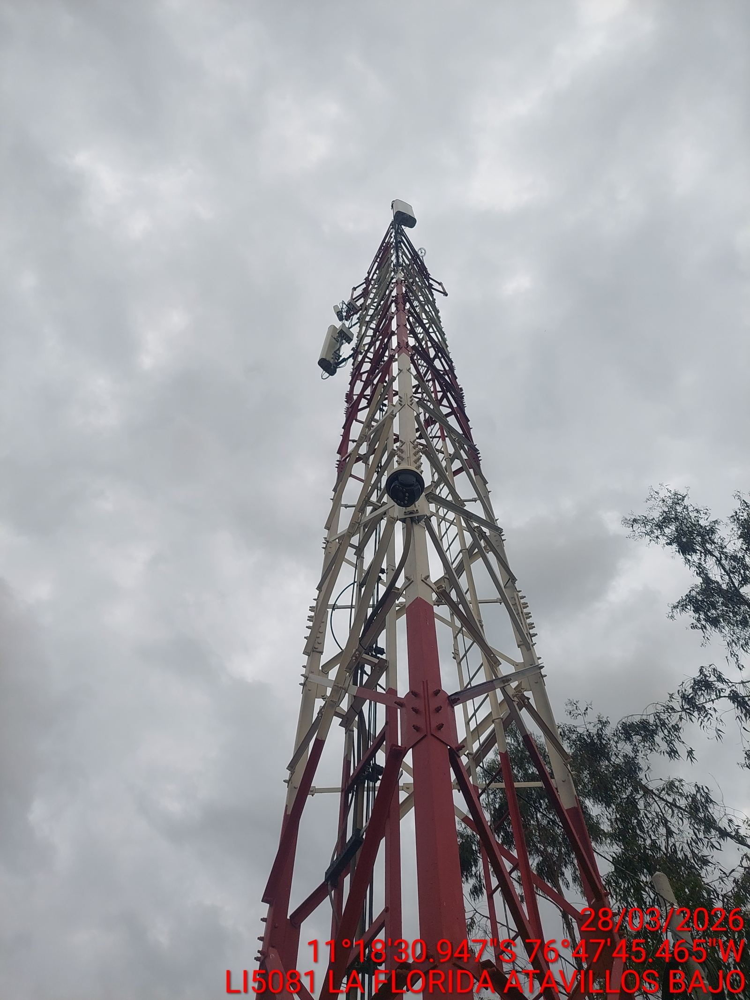 28/03/2026
11°18'30.947"S 76°47'45.465"W
LI5081 LA FLORIDA ATAVILLOS BAJO